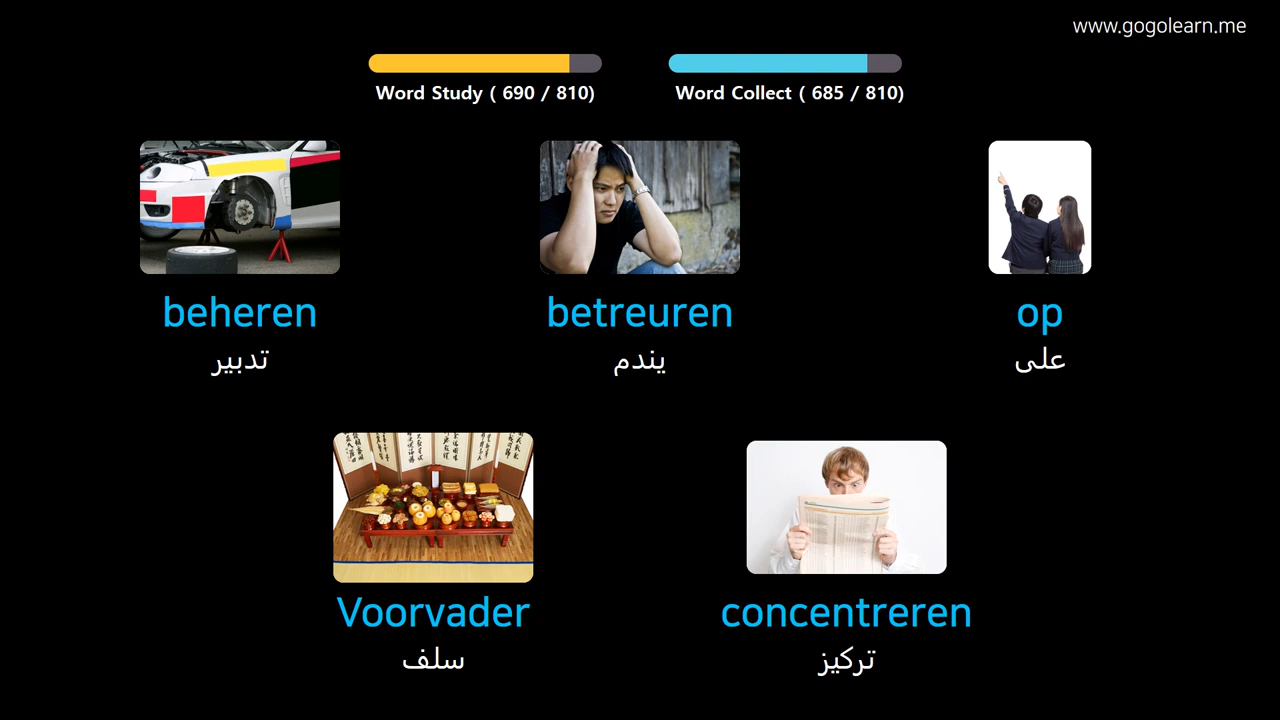 www.gogolearn.me
Word Study ( 690 / 810)
Word Collect ( 685 / 810)
beheren
تدبير
betreuren
يندم
op
على
Voorvader
سلف
concentreren
تركيز